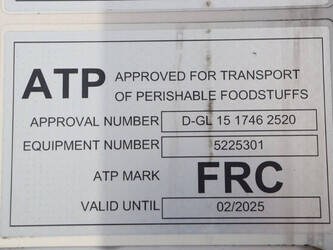 ATP APPROVED FOR TRANSPORT
OF PERISHABLE FOODSTUFFS
APPROVAL NUMBER D-GL 15 1746 2520
EQUIPMENT NUMBER 5225301
ATP MARK FRC
VALID UNTIL 02/2025